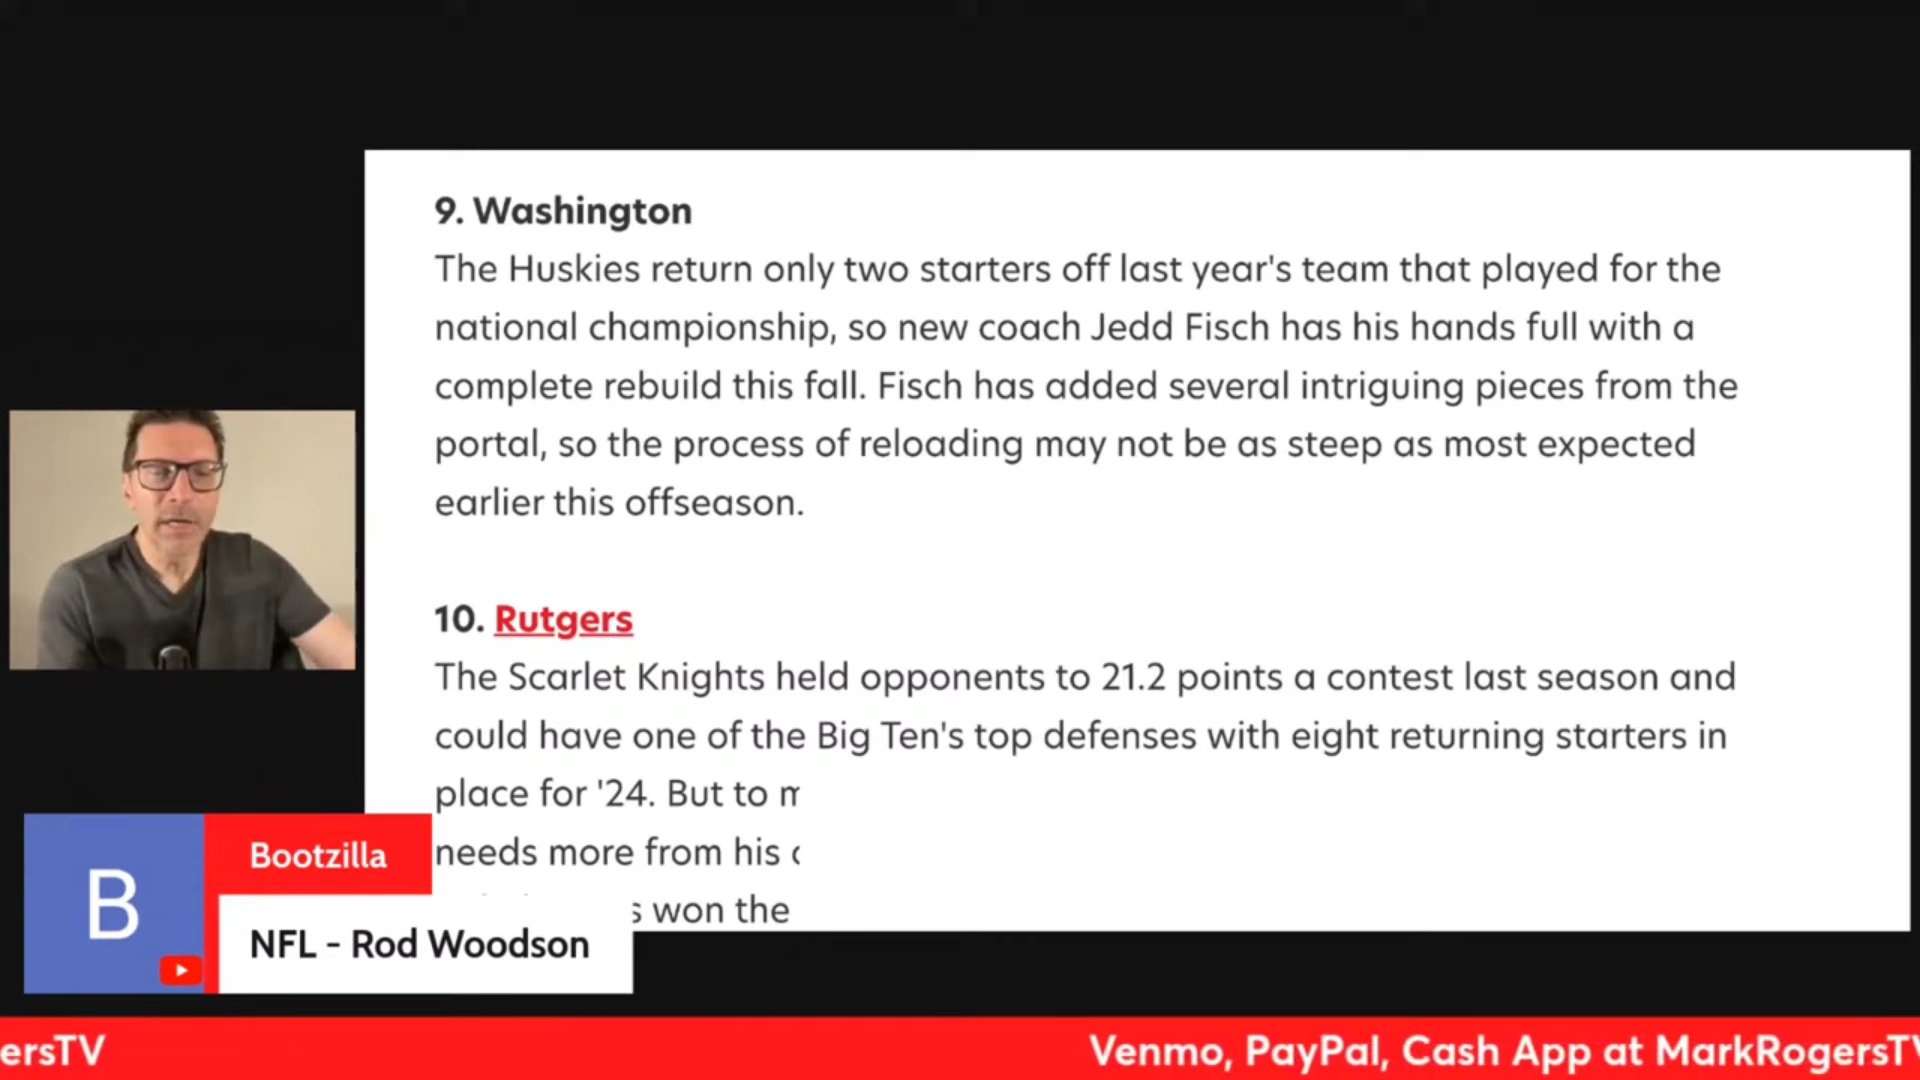 9. Washington
The Huskies return only two starters off last year's team that played for the
national championship, so new coach Jedd Fisch has his hands full with a
complete rebuild this fall. Fisch has added several intriguing pieces from the
portal, so the process of reloading may not be as steep as most expected
earlier this offseason.
10. Rutgers
The Scarlet Knights held opponents to 21.2 points a contest last season and
could have one of the Big Ten's top defenses with eight returning starters in
place for '24. But to
needs more from his
won the
B
Bootzilla
NFL - Rod Woodson
ersTV
Venmo, PayPal, Cash App at MarkRogersTV